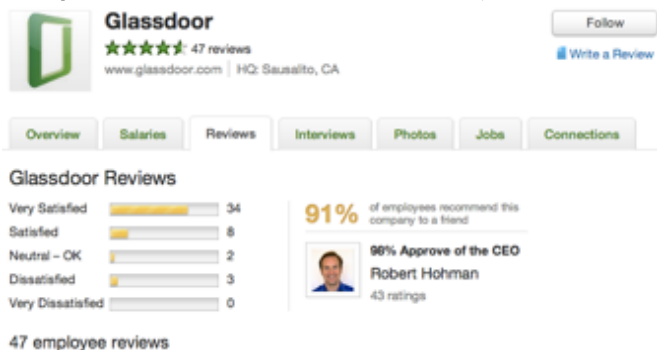 Glassdoor
47 reviews
www.glassdoor.com | HQ: Sausalito, CA
Follow
Write a Review
Overview Salaries Reviews Interviews Photos Jobs Connections
Glassdoor Reviews
Very Satisfied 34
Satisfied 8
Neutral – OK 2
Dissatisfied 3
Very Dissatisfied 0
91% of employees recommend this
company to a friend
98% Approve of the CEO
Robert Hohman
43 ratings
47 employee reviews